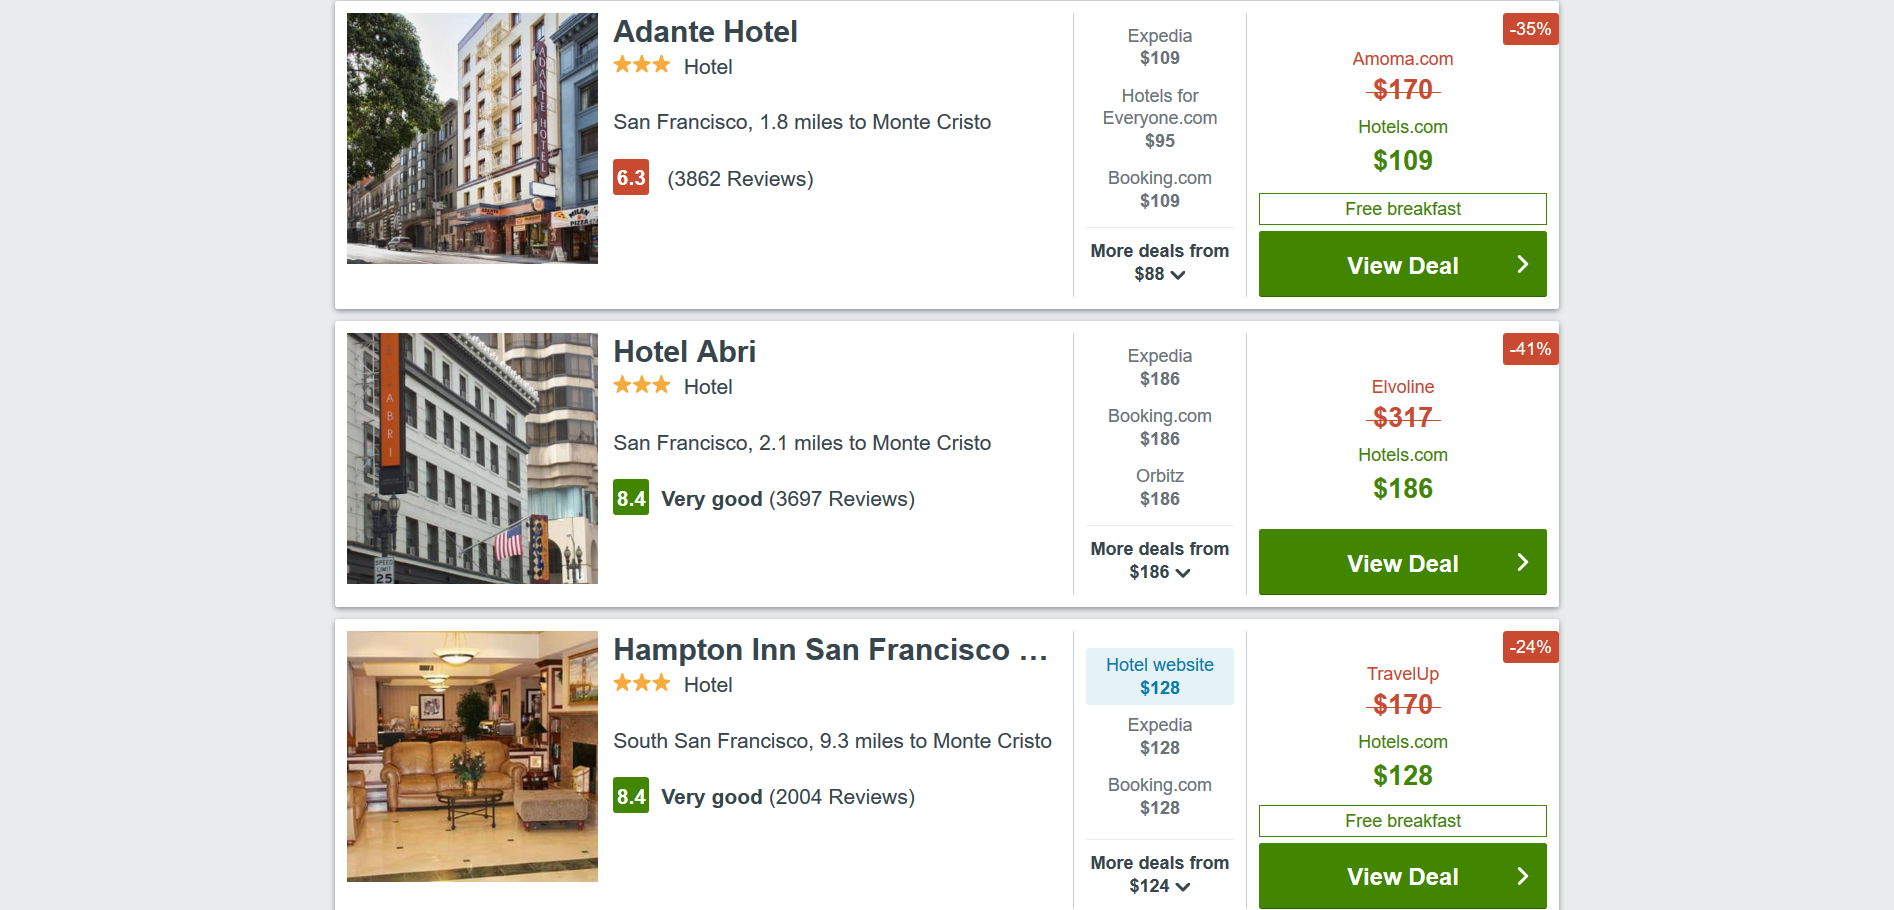 Adante Hotel
Hotel
San Francisco, 1.8 miles to Monte Cristo
6.3 (3862 Reviews)
ADANTE HOTEL
Expedia
$109
Hotels for
Everyone.com
$95
Booking.com
$109
More deals from
$88
-35%
Amoma.com
$170
Hotels.com
$109
Free breakfast
View Deal
Hotel Abri
Hotel
San Francisco, 2.1 miles to Monte Cristo
8.4 Very good (3697 Reviews)
ABRI
SPEED
LIMIT
25
Expedia
$186
Booking.com
$186
Orbitz
$186
More deals from
$186
-41%
Elvoline
$317
Hotels.com
$186
View Deal
Hampton Inn San Francisco ...
Hotel
South San Francisco, 9.3 miles to Monte Cristo
8.4 Very good (2004 Reviews)
Hotel website
$128
Expedia
$128
Booking.com
$128
More deals from
$124
-24%
TravelUp
$170
Hotels.com
$128
Free breakfast
View Deal